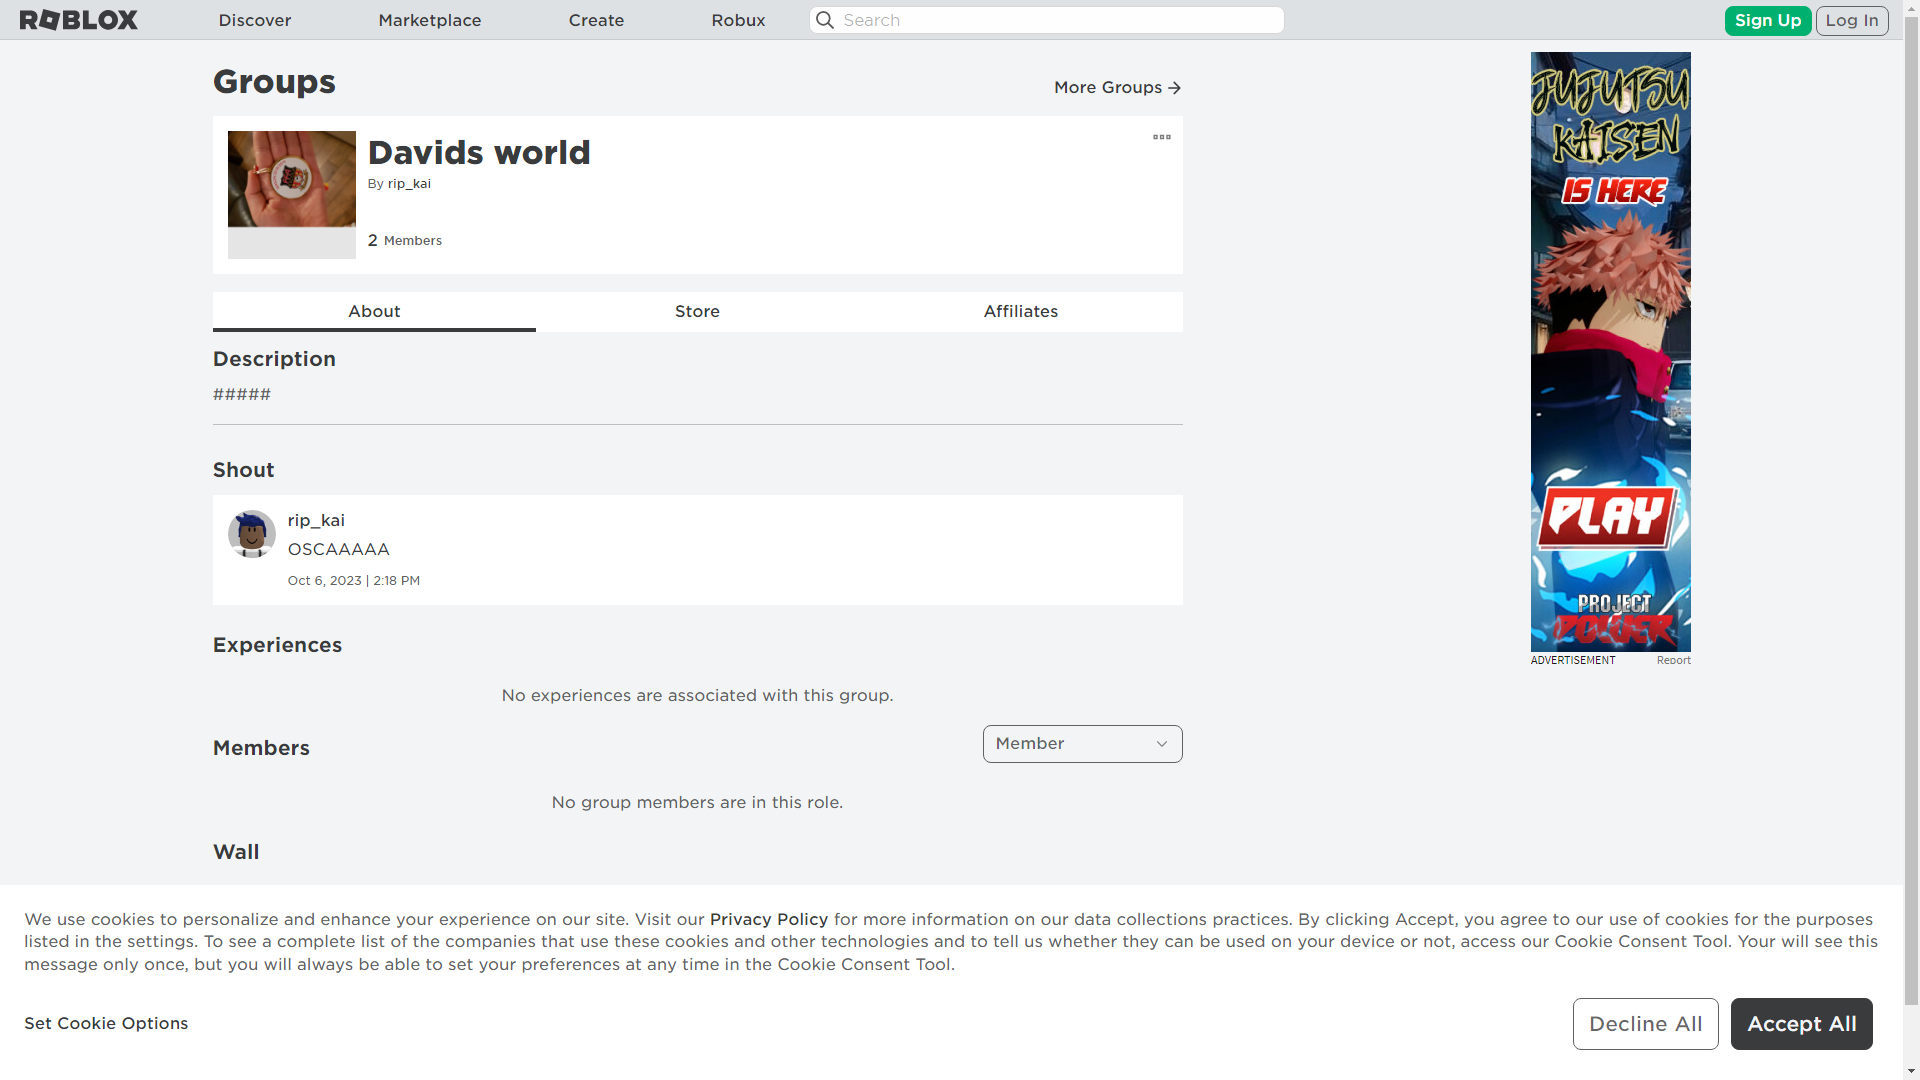 ROBLOX
Discover
Marketplace
Create
Robux
Search
Sign Up
Log In
Groups
More Groups
Davids world
By rip_kai
2 Members
About
Store
Affiliates
Description
#####
Shout
rip_kai
OSCAAAAA
Oct 6, 2023 | 2:18 PM
Experiences
No experiences are associated with this group.
Members
Member
No group members are in this role.
Wall
JUJUTSU
KAISEN
IS HERE
PLAY
PROJECT
POWER
ADVERTISEMENT
Report
We use cookies to personalize and enhance your experience on our site. Visit our Privacy Policy for more information on our data collections practices. By clicking Accept, you agree to our use of cookies for the purposes
listed in the settings. To see a complete list of the companies that use these cookies and other technologies and to tell us whether they can be used on your device or not, access our Cookie Consent Tool. Your will see this
message only once, but you will always be able to set your preferences at any time in the Cookie Consent Tool.
Set Cookie Options
Decline All
Accept All